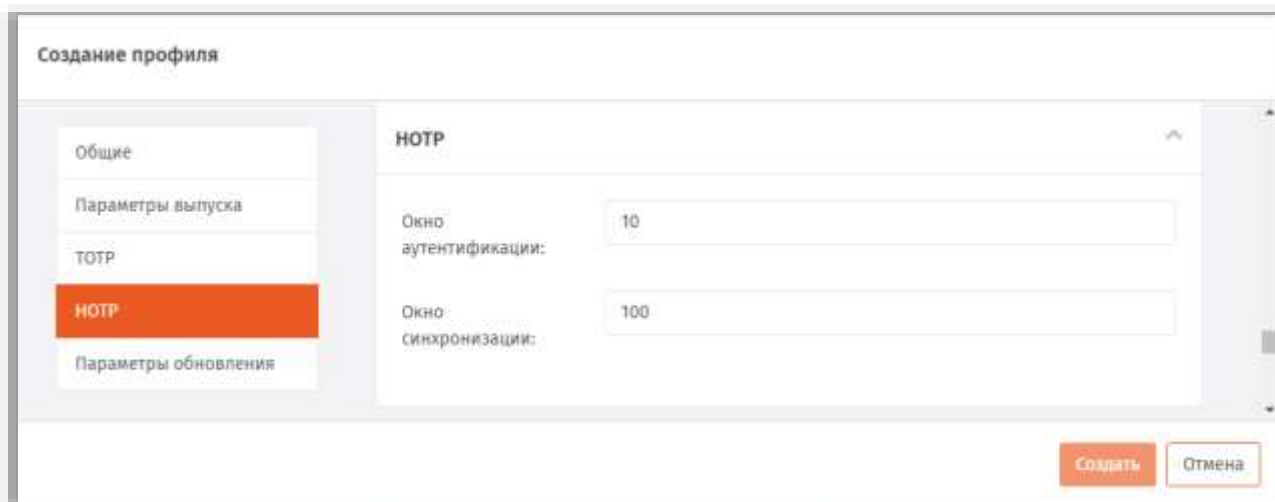 Создание профиля
Общие
Параметры выпуска
TOTP
HOTP
Параметры обновления
HOTP
Окно
аутентификации:
10
Окно
синхронизации:
100
Создать
Отмена